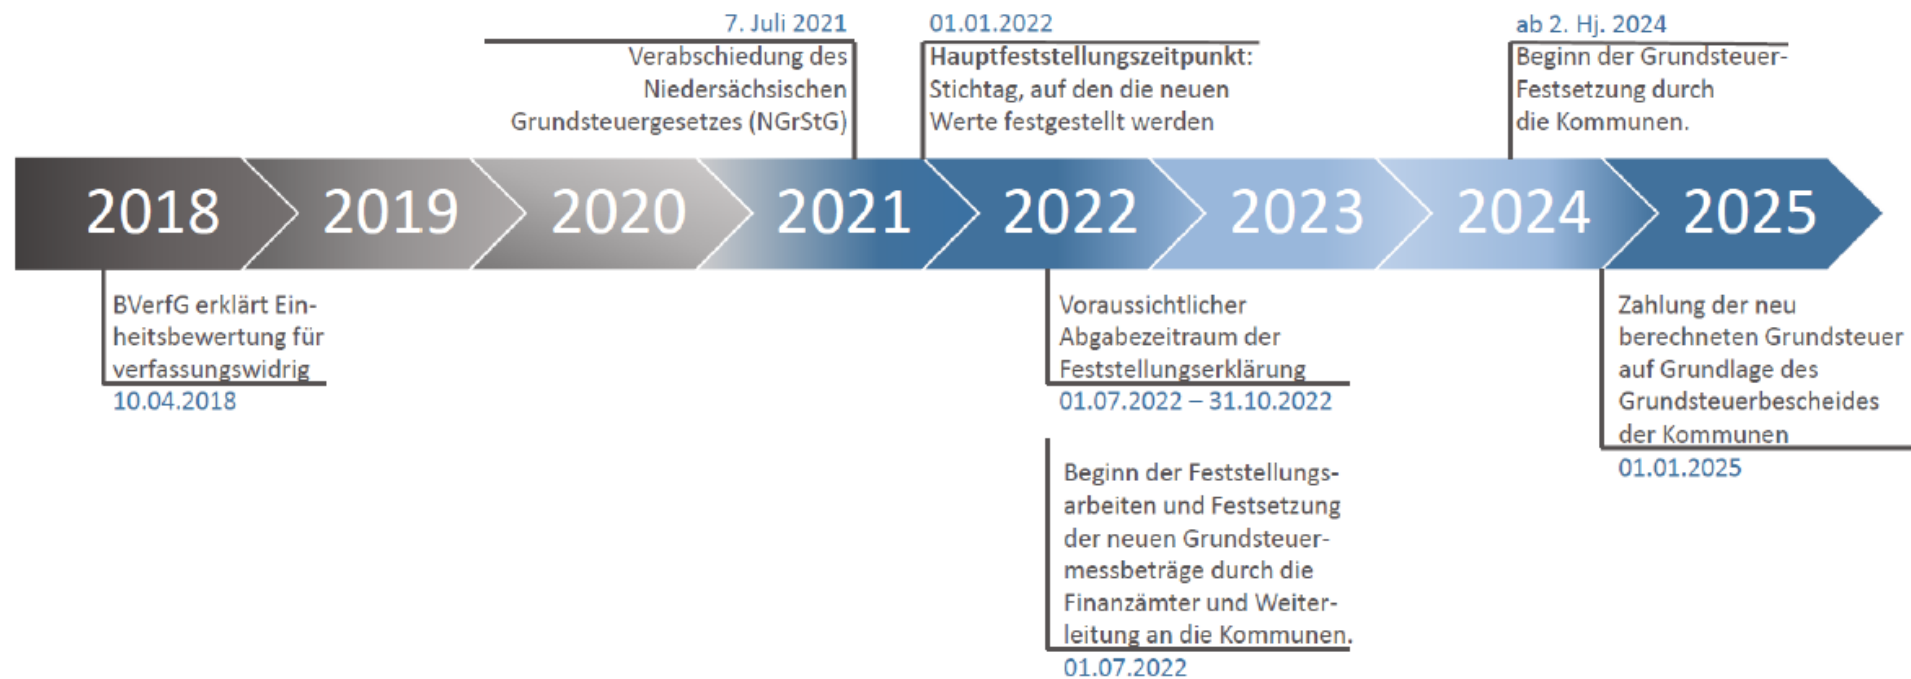 7. Juli 2021
Verabschiedung des
Niedersächsischen
Grundsteuergesetzes (NGrStG)
01.01.2022
Hauptfeststellungszeitpunkt:
Stichtag, auf den die neuen
Werte festgestellt werden
ab 2. Hj. 2024
Beginn der Grundsteuer-
Festsetzung durch
die Kommunen.
2018
2019
2020
2021
2022
2023
2024
2025
BVerfG erklärt Ein-
heitsbewertung für
verfassungswidrig
10.04.2018
Voraussichtlicher
Abgabezeitraum der
Feststellungserklärung
01.07.2022 – 31.10.2022
Beginn der Feststellungs-
arbeiten und Festsetzung
der neuen Grundsteuer-
messbeträge durch die
Finanzämter und Weiter-
leitung an die Kommunen.
01.07.2022
Zahlung der neu
berechneten Grundsteuer
auf Grundlage des
Grundsteuerbescheides
der Kommunen
01.01.2025